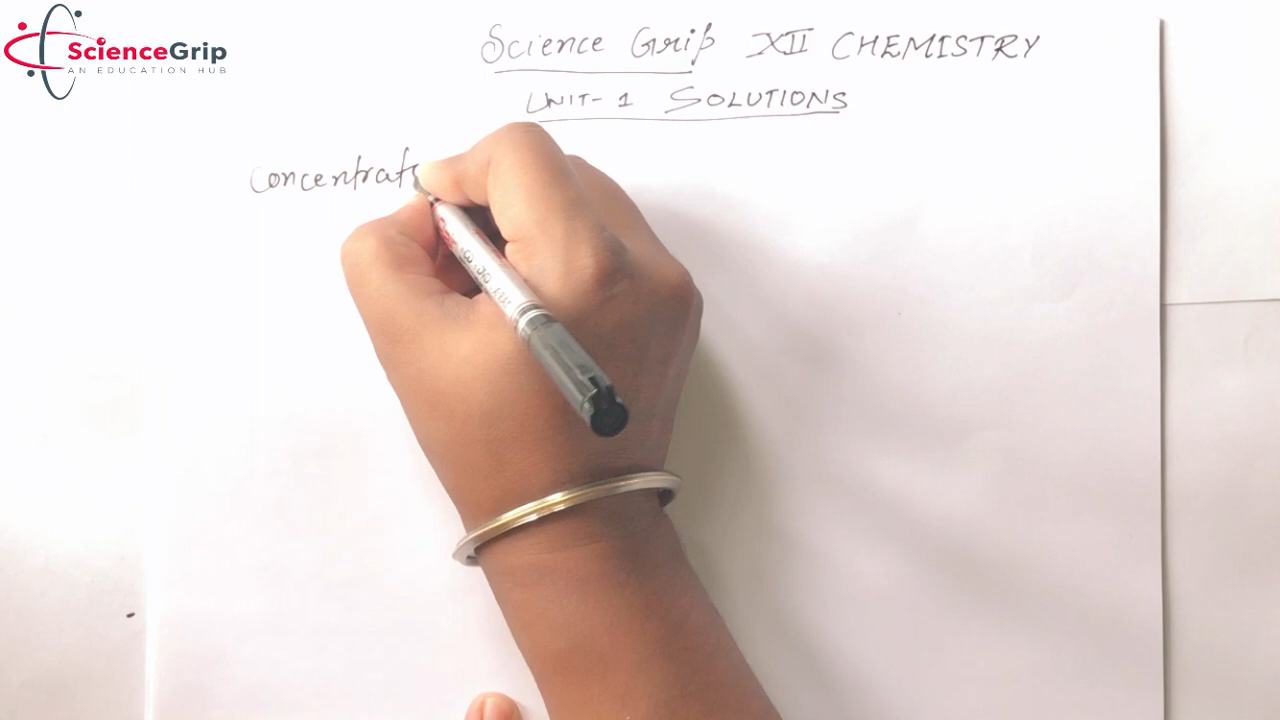 ScienceGrip
AN EDUCATION HUB
Science Grip XII CHEMISTRY
UNIT-1 SOLUTIONS
Concentrat